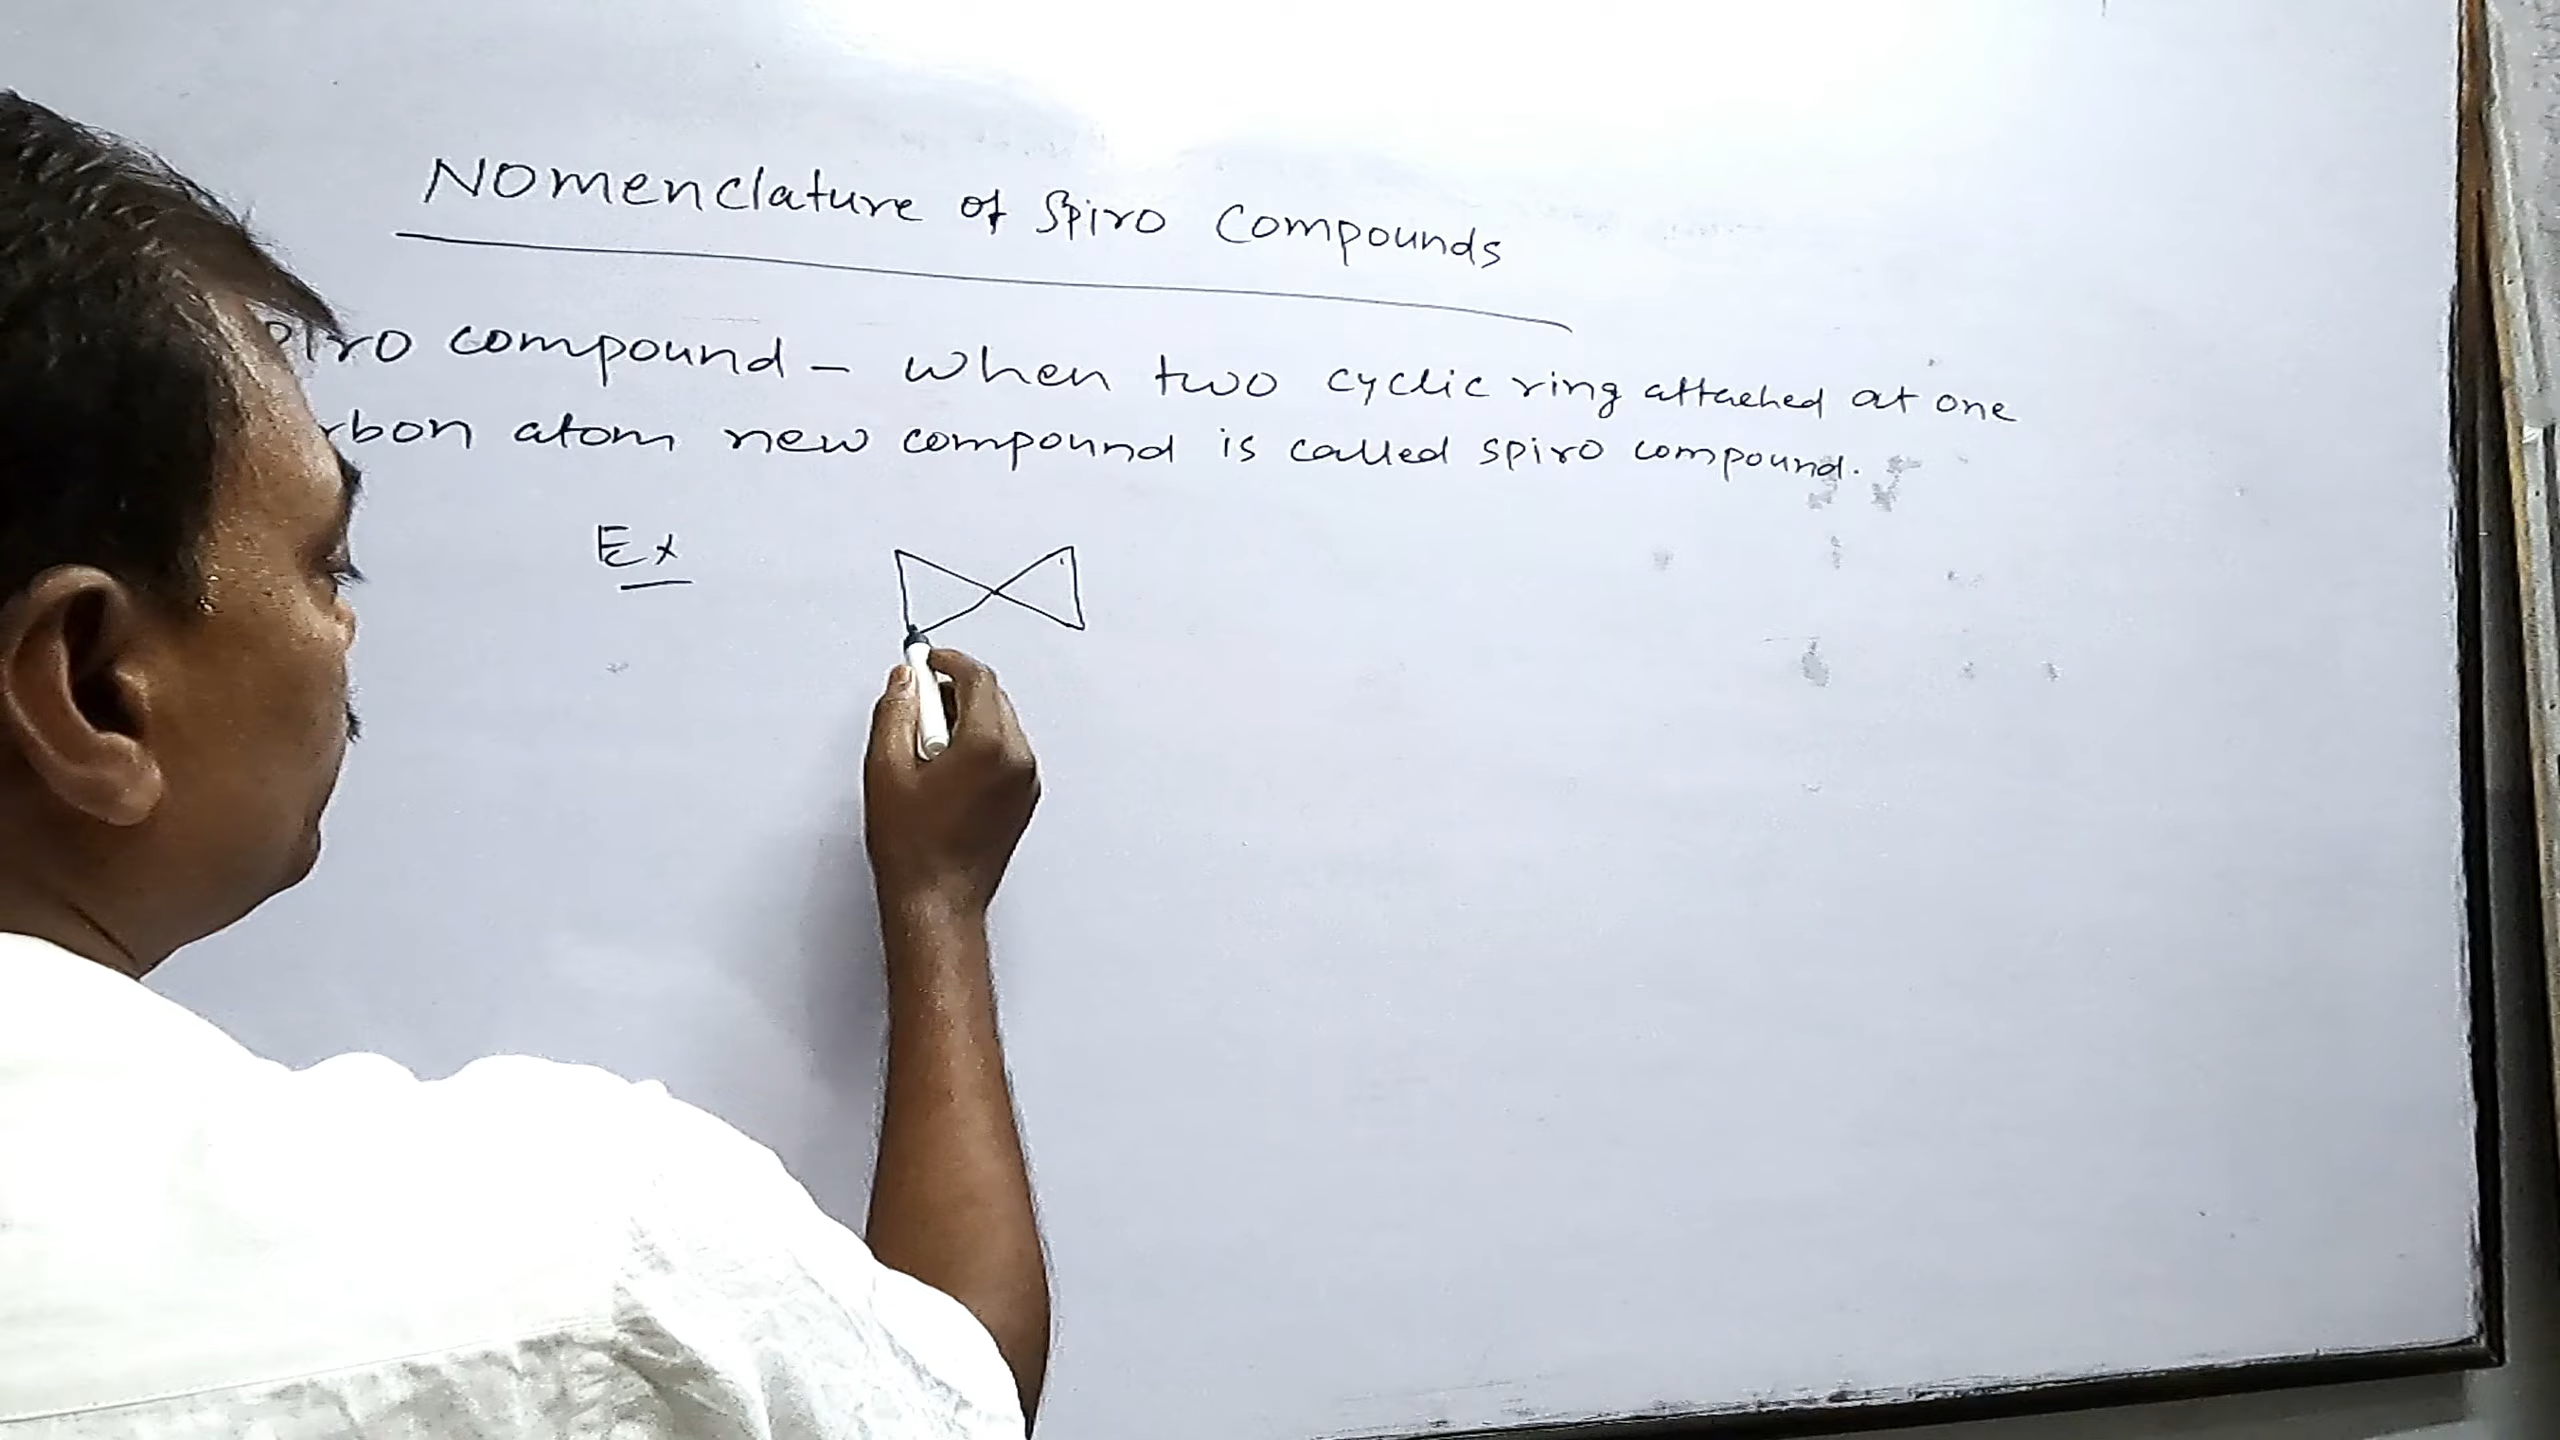 Nomenclature of Spiro Compounds
piro compound - when two cyclic ring attached at one
rbon atom new compound is called spiro compound.
Ex